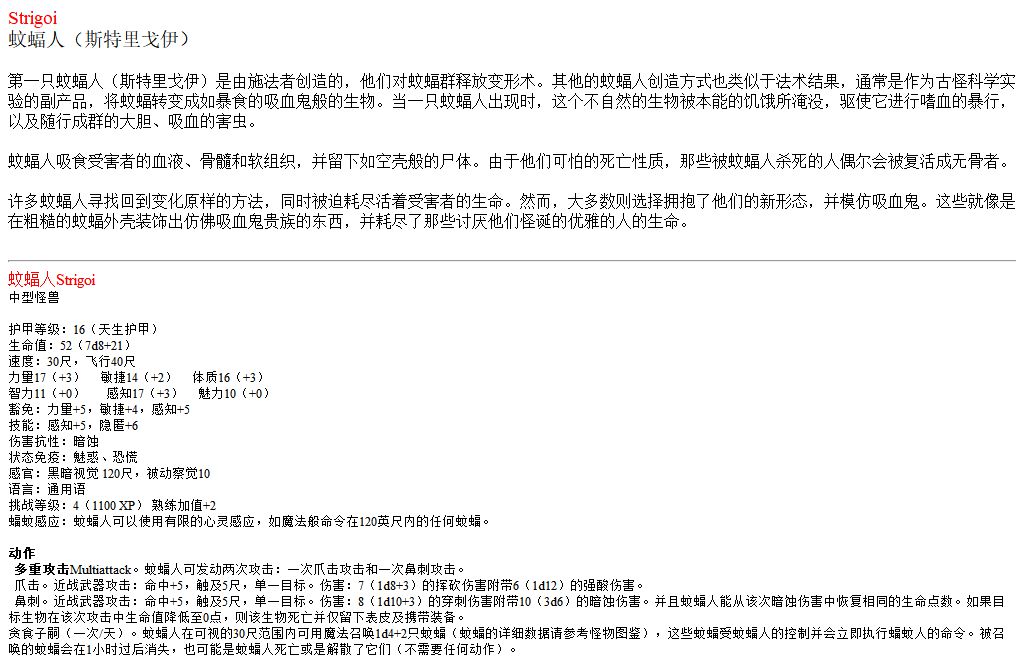 Strigoi
蚊蝠人（斯特里戈伊）
第一只蚊蝠人（斯特里戈伊）是由施法者创造的，他们对蚊蝠群释放变形术。其他的蚊蝠人创造方式也类似于法术结果，通常是作为古怪科学实
验的副产品，将蚊蝠转变成如暴食的吸血鬼般的生物。当一只蚊蝠人出现时，这个不自然的生物被本能的饥饿所淹没，驱使它进行嗜血的暴行，
以及随行成群的大胆、吸血的害虫。
蚊蝠人吸食受害者的血液、骨髓和软组织，并留下如空壳般的尸体。由于他们可怕的死亡性质，那些被蚊蝠人杀死的人偶尔会被复活成无骨者。
许多蚊蝠人寻找回到变化原样的方法，同时被迫耗尽活着受害者的生命。然而，大多数则选择拥抱了他们的新形态，并模仿吸血鬼。这些就像是
在粗糙的蚊蝠外壳装饰出仿佛吸血鬼贵族的东西，并耗尽了那些讨厌他们怪诞的优雅的人的生命。
蚊蝠人Strigoi
中型怪兽
护甲等级：16（天生护甲）
生命值：52（7d8+21）
速度：30尺，飞行40尺
力量17（+3） 敏捷14（+2） 体质16（+3）
智力11（+0） 感知17（+3） 魅力10（+0）
豁免：力量+5，敏捷+4，感知+5
技能：感知+5，隐匿+6
伤害抗性：暗蚀
状态免疫：魅惑、恐慌
感官：黑暗视觉 120尺，被动察觉10
语言：通用语
挑战等级：4（1100 XP） 熟练加值+2
蝠蚊感应：蚊蝠人可以使用有限的心灵感应，如魔法般命令在120英尺内的任何蚊蝠。
动作
多重攻击Multiattack。蚊蝠人可发动两次攻击：一次爪击攻击和一次鼻刺攻击。
爪击。近战武器攻击：命中+5，触及5尺，单一目标。伤害：7（1d8+3）的挥砍伤害附带6（1d12）的强酸伤害。
鼻刺。近战武器攻击：命中+5，触及5尺，单一目标。伤害：8（1d10+3）的穿刺伤害附带10（3d6）的暗蚀伤害。并且蚊蝠人能从该次暗蚀伤害中恢复相同的生命点数。如果目
标生物在该次攻击中生命值降低至0点，则该生物死亡并仅留下表皮及携带装备。
贪食子嗣（一次/天）。蚊蝠人在可视的30尺范围内可用魔法召唤1d4+2只蚊蝠（蚊蝠的详细数据请参考怪物图鉴），这些蚊蝠受蚊蝠人的控制并会立即执行蝠蚊人的命令。被召
唤的蚊蝠会在1小时过后消失，也可能是蚊蝠人死亡或是解散了它们（不需要任何动作）。